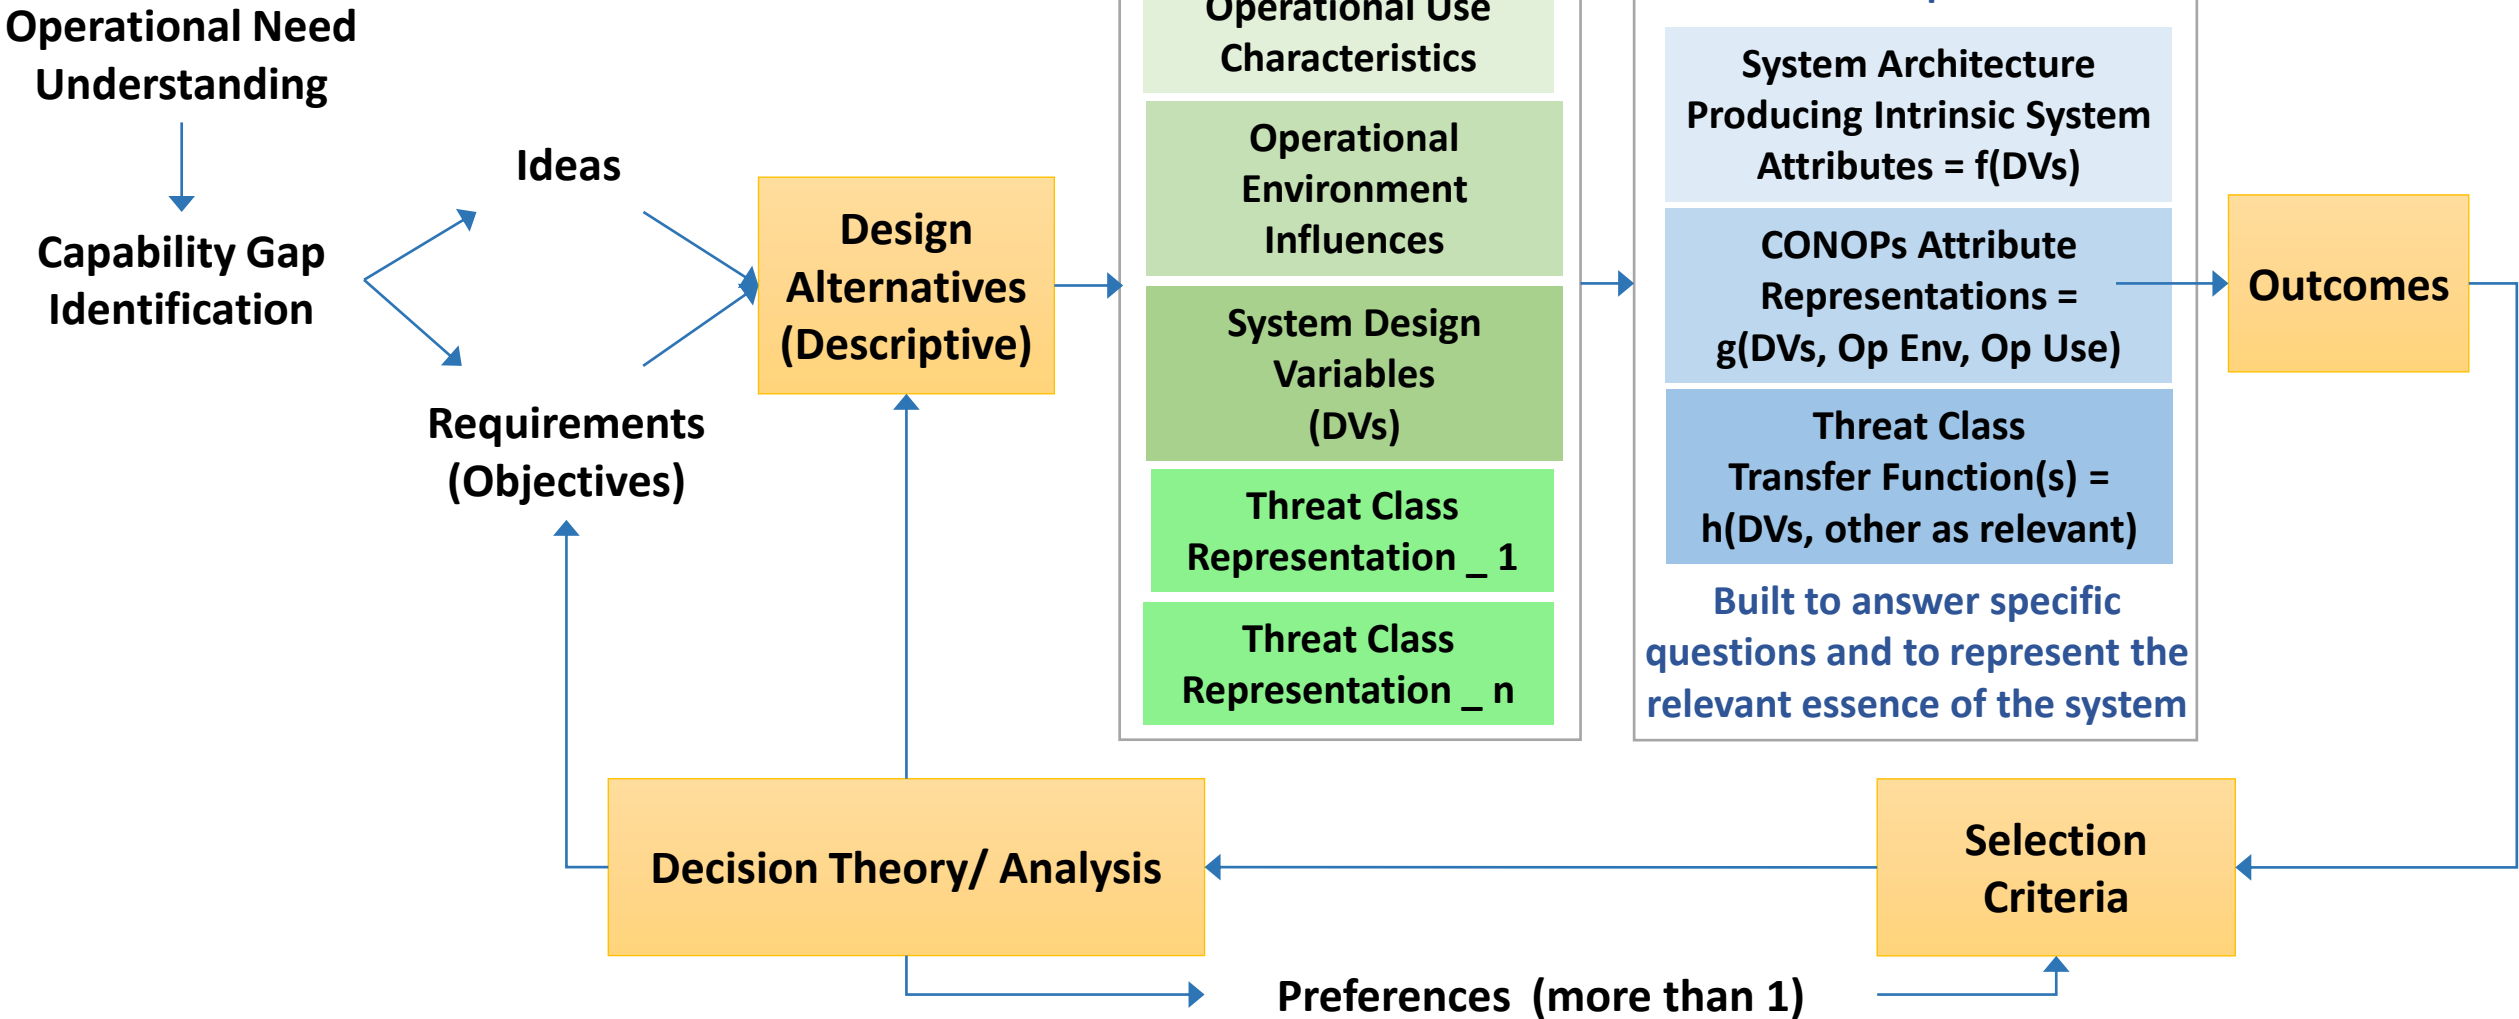 Operational Need
Understanding
Capability Gap
Identification
Ideas
Requirements
(Objectives)
Design
Alternatives
(Descriptive)
Operational Use
Characteristics
Operational
Environment
Influences
System Design
Variables
(DVs)
Threat Class
Representation _ 1
Threat Class
Representation _ n
System Architecture
Producing Intrinsic System
Attributes = f(DVs)
CONOPs Attribute
Representations =
g(DVs, Op Env, Op Use)
Threat Class
Transfer Function(s) =
h(DVs, other as relevant)
Built to answer specific
questions and to represent the
relevant essence of the system
Outcomes
Decision Theory/ Analysis
Selection
Criteria
Preferences (more than 1)